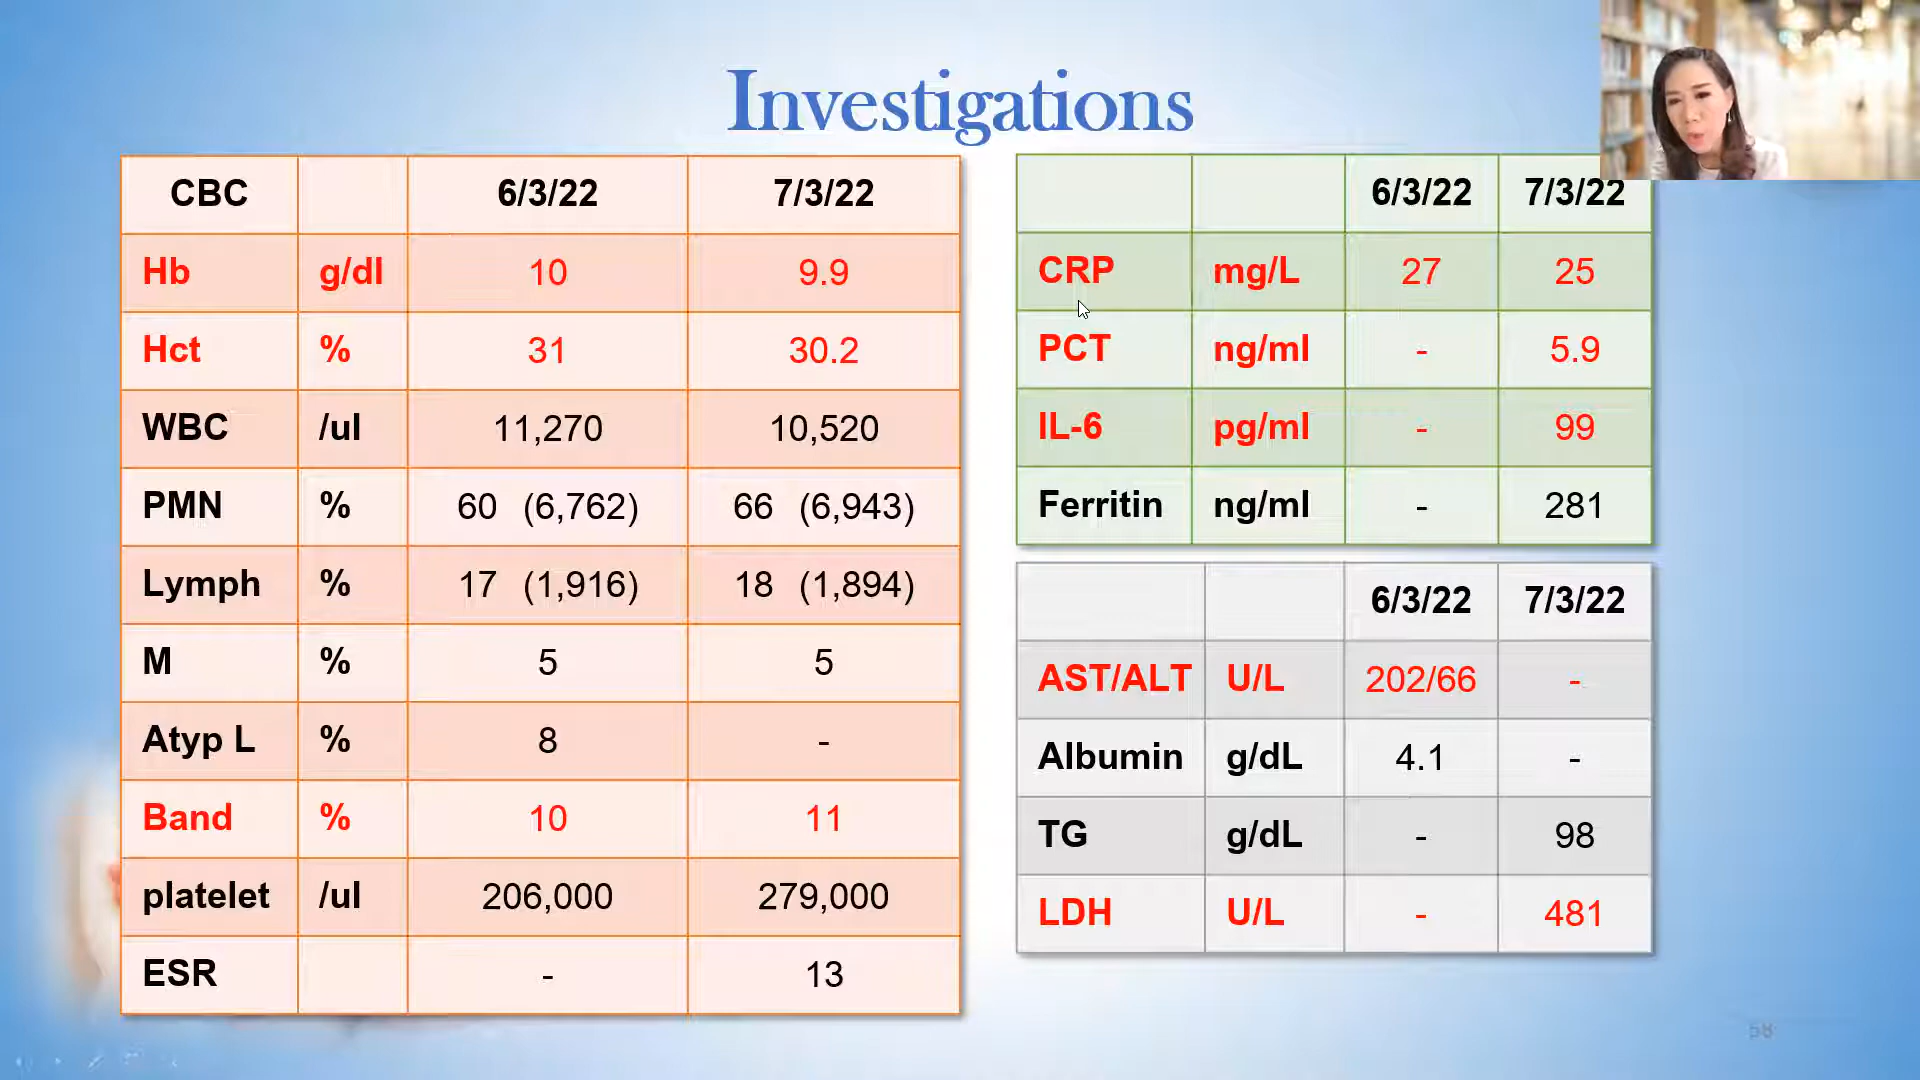 Investigations
CBC 6/3/22 7/3/22
Hb g/dl 10 9.9
Hct % 31 30.2
WBC /ul 11,270 10,520
PMN % 60 (6,762) 66 (6,943)
Lymph % 17 (1,916) 18 (1,894)
M % 5 5
Atyp L % 8 -
Band % 10 11
platelet /ul 206,000 279,000
ESR - 13
6/3/22 7/3/22
CRP mg/L 27 25
PCT ng/ml - 5.9
IL-6 pg/ml - 99
Ferritin ng/ml - 281
6/3/22 7/3/22
AST/ALT U/L 202/66 -
Albumin g/dL 4.1 -
TG g/dL - 98
LDH U/L - 481
58